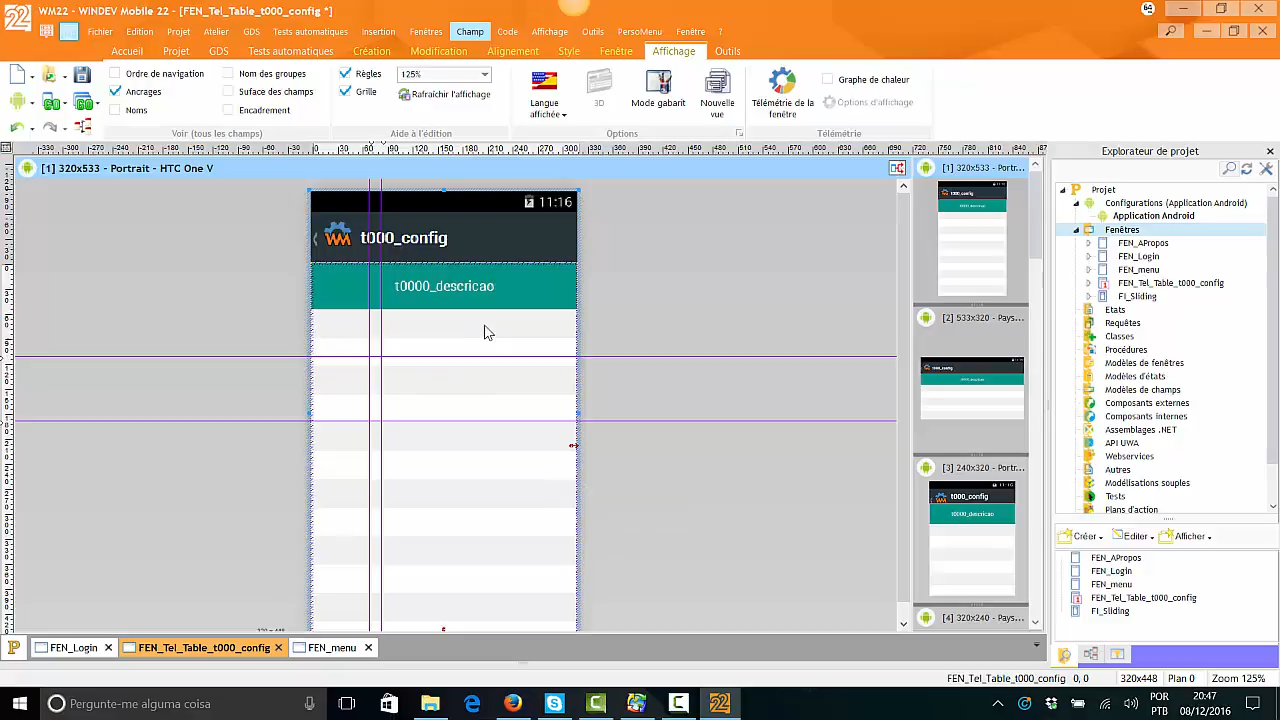 22 WM22 - WINDEV Mobile 22 - [FEN_Tel_Table_t000_config *] 64
Fichier Edition Projet Atelier GDS Tests automatiques Insertion Fenêtres Champ Code Affichage Outils PersoMenu Fenêtre ?
Accueil Projet GDS Tests automatiques Création Modification Alignement Style Fenêtre Affichage Outils
Ordre de navigation Nom des groupes Règles 125% Graphe de chaleur
Ancrages Surface des champs Grille Rafraîchir l'affichage
Langue affichée 3D Mode gabarit Nouvelle vue Télémétrie de la fenêtre Options d'affichage
Noms Encadrement
Voir (tous les champs) Aide à l'édition Options Télémétrie
[1] 320x533 - Portrait - HTC One V
11:16
t000_config
t0000_descricao
[1] 320x533 - Portr...
[2] 533x320 - Pays...
[3] 240x320 - Portr...
11:16
t000_config
t0000_descricao
[4] 320x240 - Pays...
Explorateur de projet
Projet
Configurations (Application Android)
Application Android
Fenêtres
FEN_APropos
FEN_Login
FEN_menu
FEN_Tel_Table_t000_config
FI_Sliding
Etats
Requêtes
Classes
Procédures
Modèles de fenêtres
Modèles d'états
Modèles de champs
Composants externes
Composants internes
Assemblages .NET
API UWA
Webservices
Autres
Modélisations souples
Tests
Plans d'action
Créer Editer Afficher
FEN_APropos
FEN_Login
FEN_menu
FEN_Tel_Table_t000_config
FI_Sliding
FEN_Login FEN_Tel_Table_t000_config FEN_menu
FEN_Tel_Table_t000_config 0, 0 320x448 Plan 0 Zoom 125%
Pergunte-me alguma coisa
POR
PTB
20:47
08/12/2016